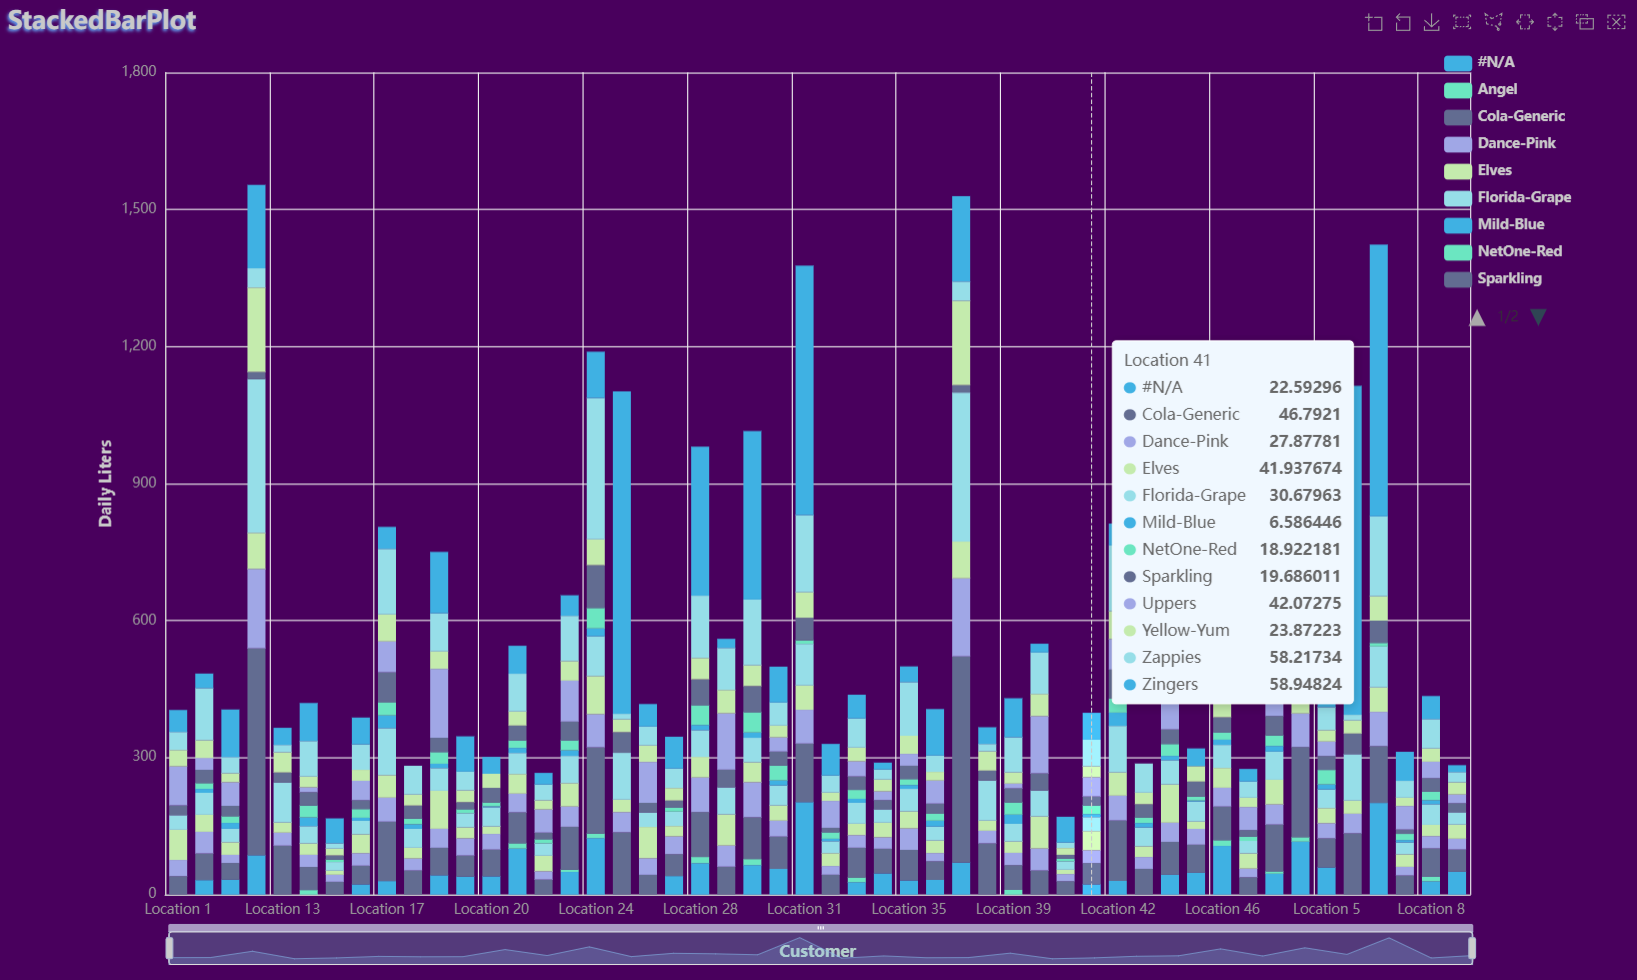 StackedBarPlot
#N/A
Angel
Cola-Generic
Dance-Pink
Elves
Florida-Grape
Mild-Blue
NetOne-Red
Sparkling
1/2
1,800
1,500
1,200
900
600
300
0
Daily Liters
Location 41
#N/A 22.59296
Cola-Generic 46.7921
Dance-Pink 27.87781
Elves 41.937674
Florida-Grape 30.67963
Mild-Blue 6.586446
NetOne-Red 18.922181
Sparkling 19.686011
Uppers 42.07275
Yellow-Yum 23.87223
Zappies 58.21734
Zingers 58.94824
Location 1 Location 13 Location 17 Location 20 Location 24 Location 28 Location 31 Location 35 Location 39 Location 42 Location 46 Location 5 Location 8
Customer